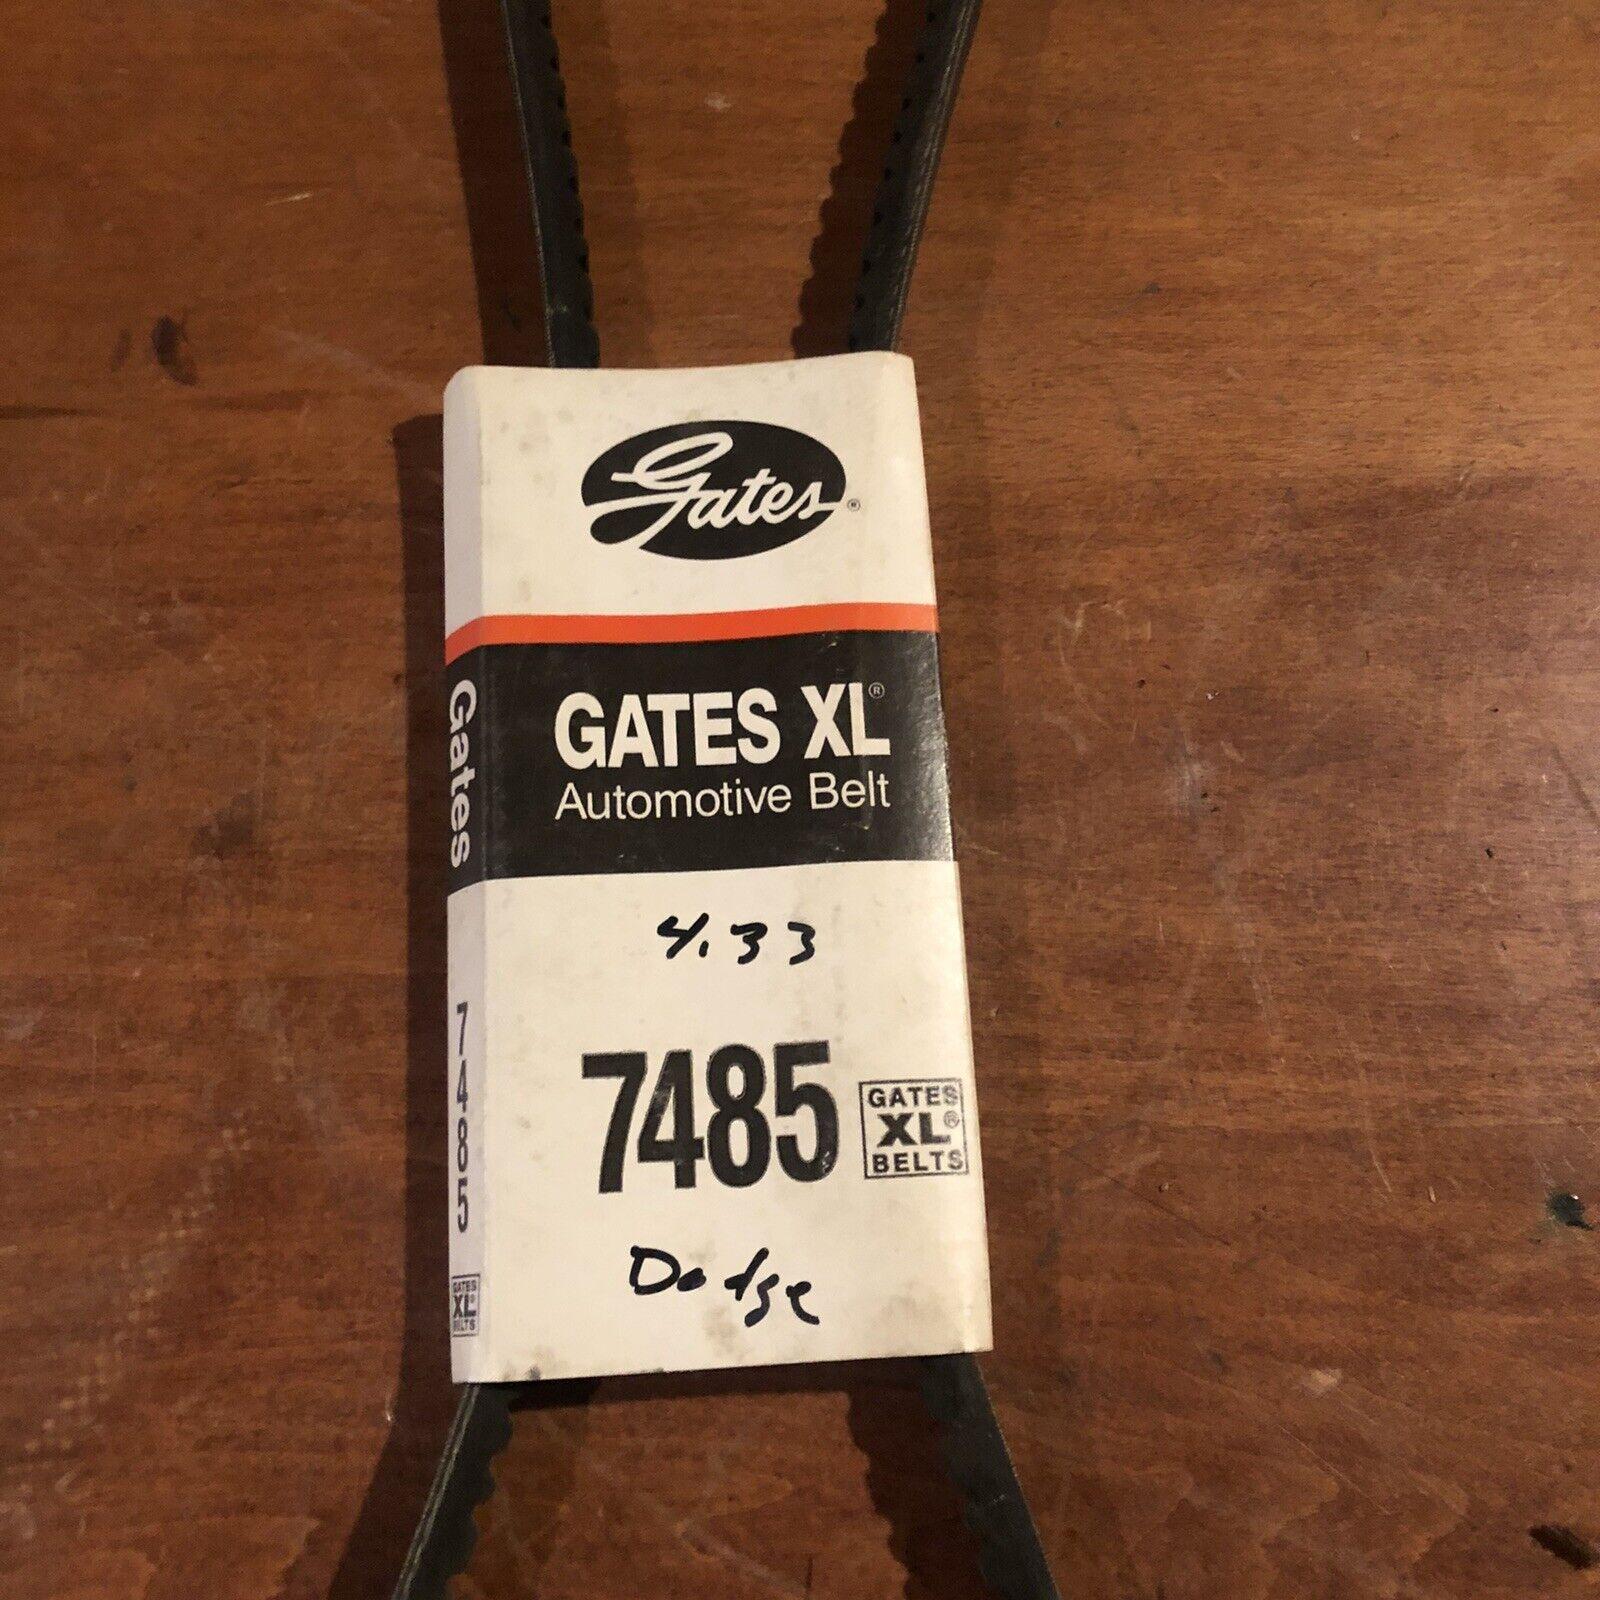 Gates®
GATES XL®
Automotive Belt
4.33
7485
GATES
XL®
BELTS
Dodge
Gates
7485
GATES
XL®
BELTS